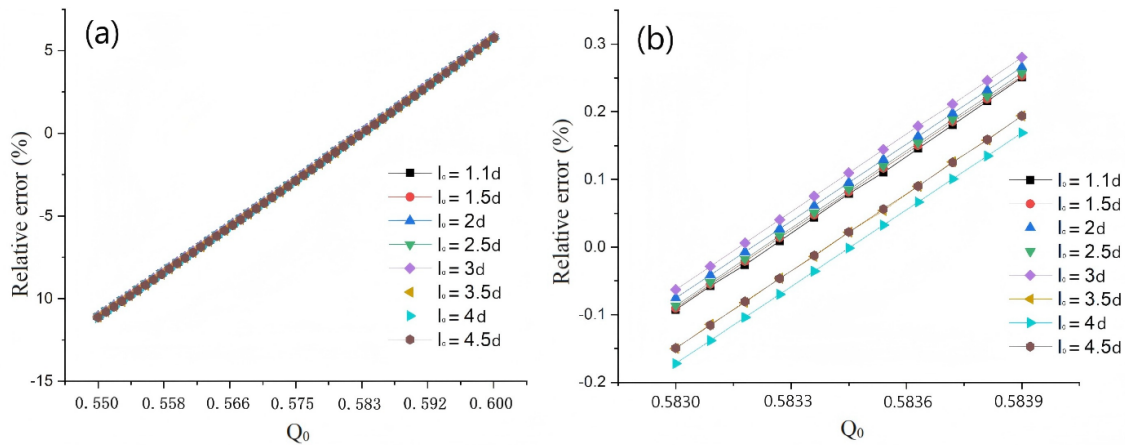 (a)
Relative error (%)
5
0
-5
10
-15
0.550
0.558
0.566
0.575
0.583
0.592
0.600
Q₀
l₀ = 1.1d
l₀ = 1.5d
l₀ = 2d
l₀ = 2.5d
l₀ = 3d
l₀ = 3.5d
l₀ = 4d
l₀ = 4.5d
(b)
Relative error (%)
0.3
0.2
0.1
0.0
-0.1
-0.2
0.5830
0.5833
0.5836
0.5839
Q₀
l₀ = 1.1d
l₀ = 1.5d
l₀ = 2d
l₀ = 2.5d
l₀ = 3d
l₀ = 3.5d
l₀ = 4d
l₀ = 4.5d